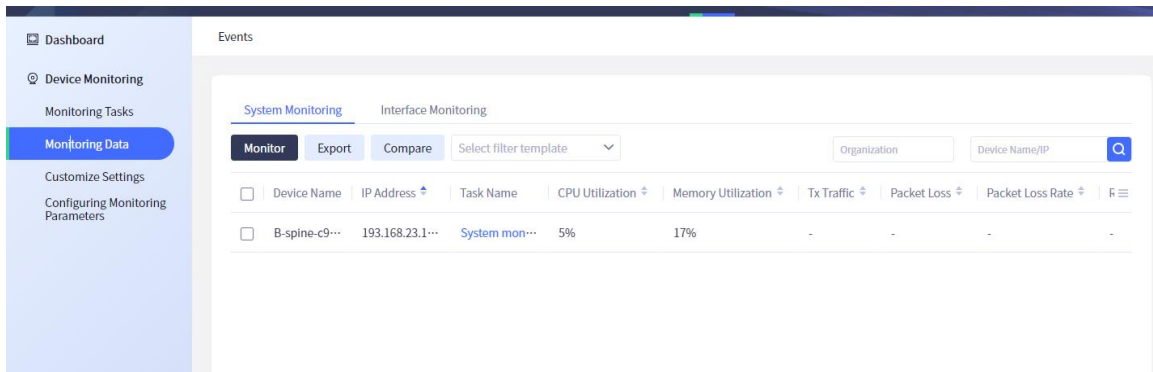 Dashboard
Events
Device Monitoring
Monitoring Tasks
Monitoring Data
Customize Settings
Configuring Monitoring
Parameters
System Monitoring Interface Monitoring
Monitor Export Compare Select filter template Organization Device Name/IP
Device Name IP Address Task Name CPU Utilization Memory Utilization Tx Traffic Packet Loss Packet Loss Rate R
B-spine-c9··· 193.168.23.1··· System mon··· 5% 17% - - - -